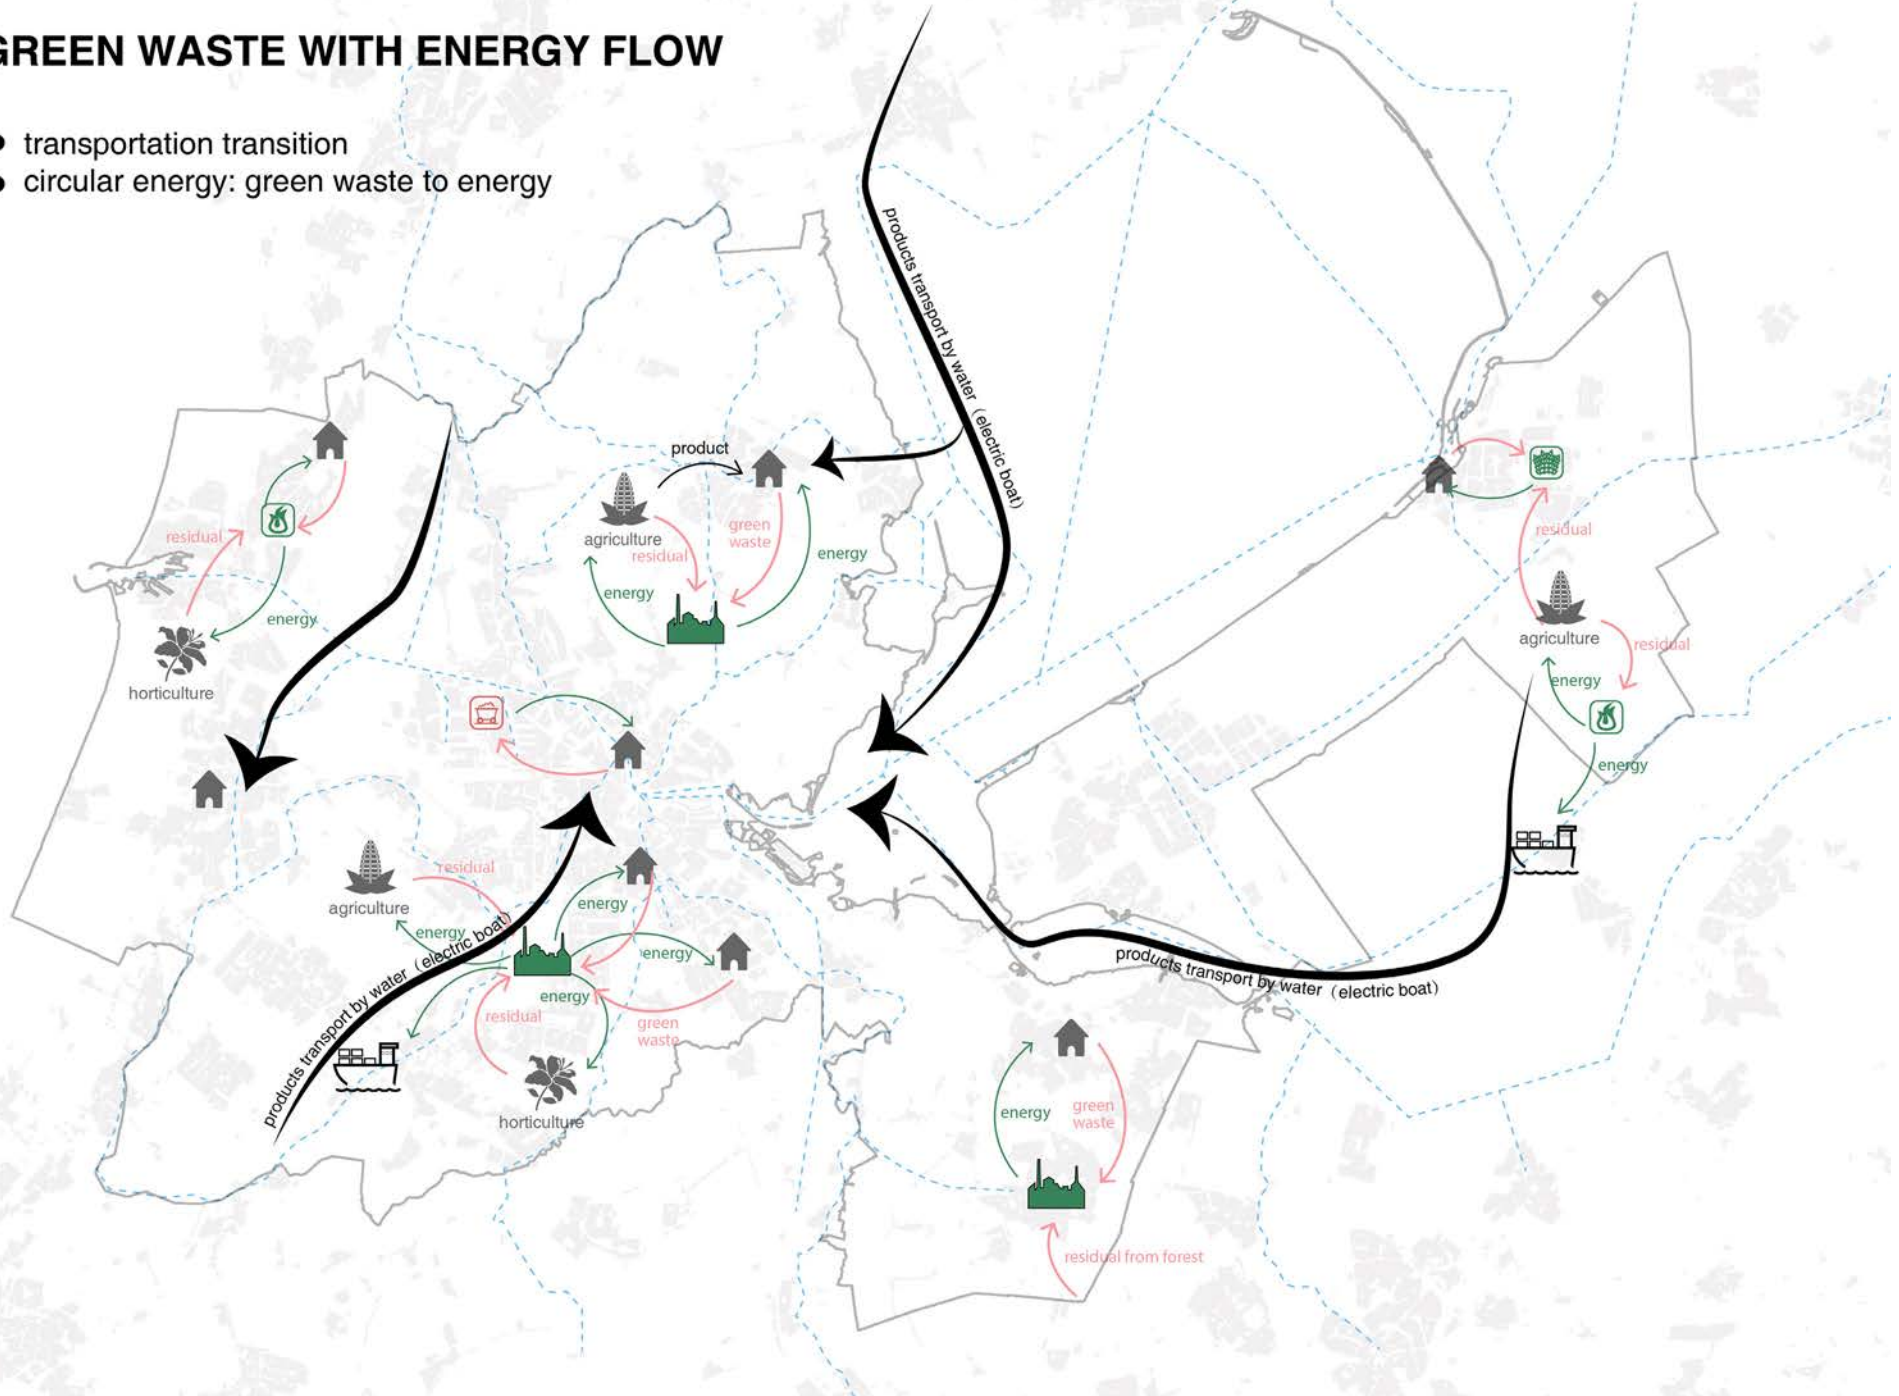 GREEN WASTE WITH ENERGY FLOW
transportation transition
circular energy: green waste to energy
products transport by water (electric boat)
product
agriculture
residual
green
waste
energy
energy
residual
energy
horticulture
residual
agriculture
residual
energy
energy
agriculture
residual
energy
energy
energy
energy
residual
green
waste
horticulture
products transport by water (electric boat)
products transport by water (electric boat)
energy
green
waste
residual from forest